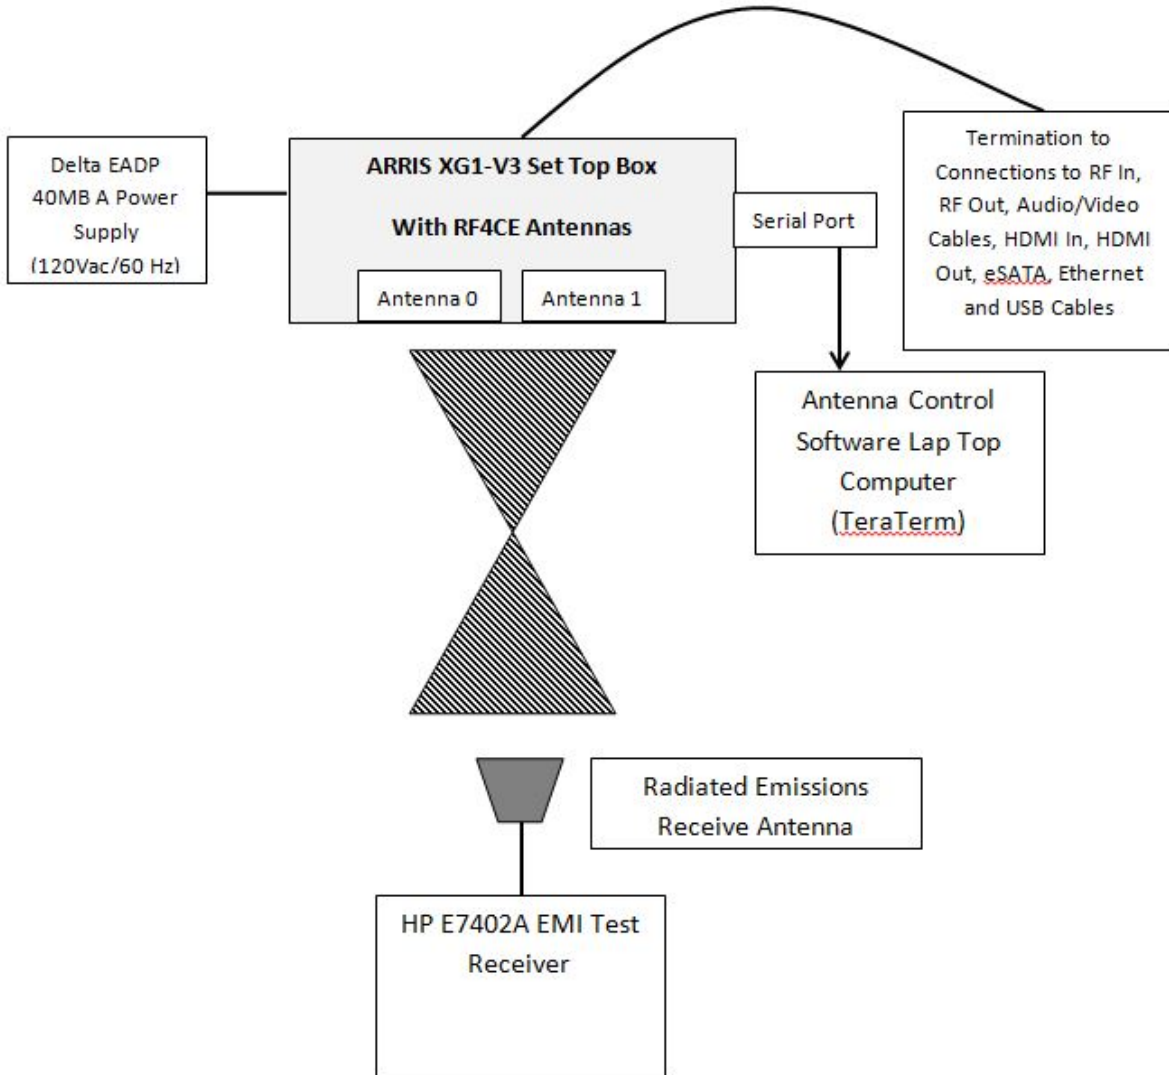 Delta EADP
40MB A Power
Supply
(120Vac/60 Hz)
ARRIS XG1-V3 Set Top Box
With RF4CE Antennas
Antenna 0
Antenna 1
Serial Port
Termination to
Connections to RF In,
RF Out, Audio/Video
Cables, HDMI In, HDMI
Out, eSATA, Ethernet
and USB Cables
Antenna Control
Software Lap Top
Computer
(TeraTerm)
Radiated Emissions
Receive Antenna
HP E7402A EMI Test
Receiver